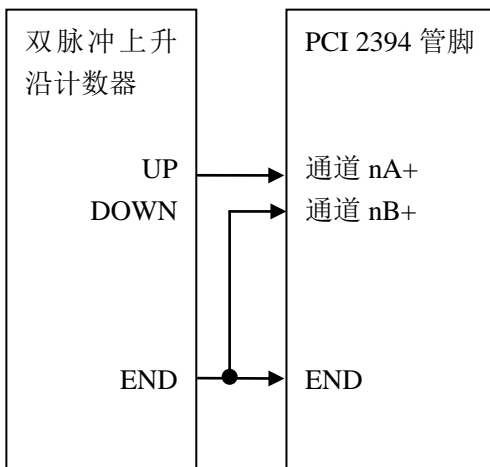 双脉冲上升
沿计数器
UP
DOWN
END
PCI 2394 管脚
通道 nA+
通道 nB+
END